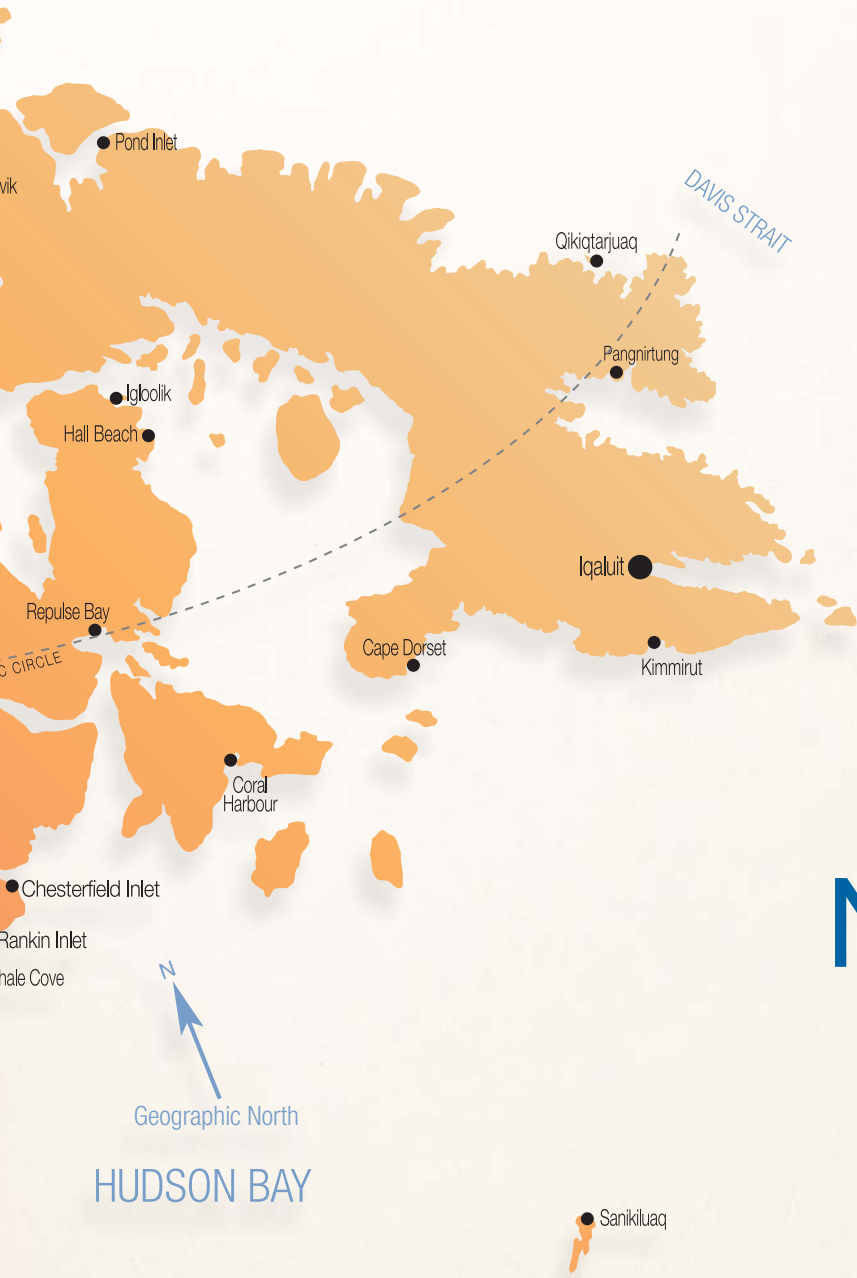 Pond Inlet
vik
DAVIS STRAIT
Qikiqtarjuaq
Pangnirtung
Igloolik
Hall Beach
Iqaluit
Repulse Bay
Cape Dorset
C CIRCLE
Kimmirut
Coral
Harbour
Chesterfield Inlet
Rankin Inlet
hale Cove
N
N
Geographic North
HUDSON BAY
Sanikiluaq